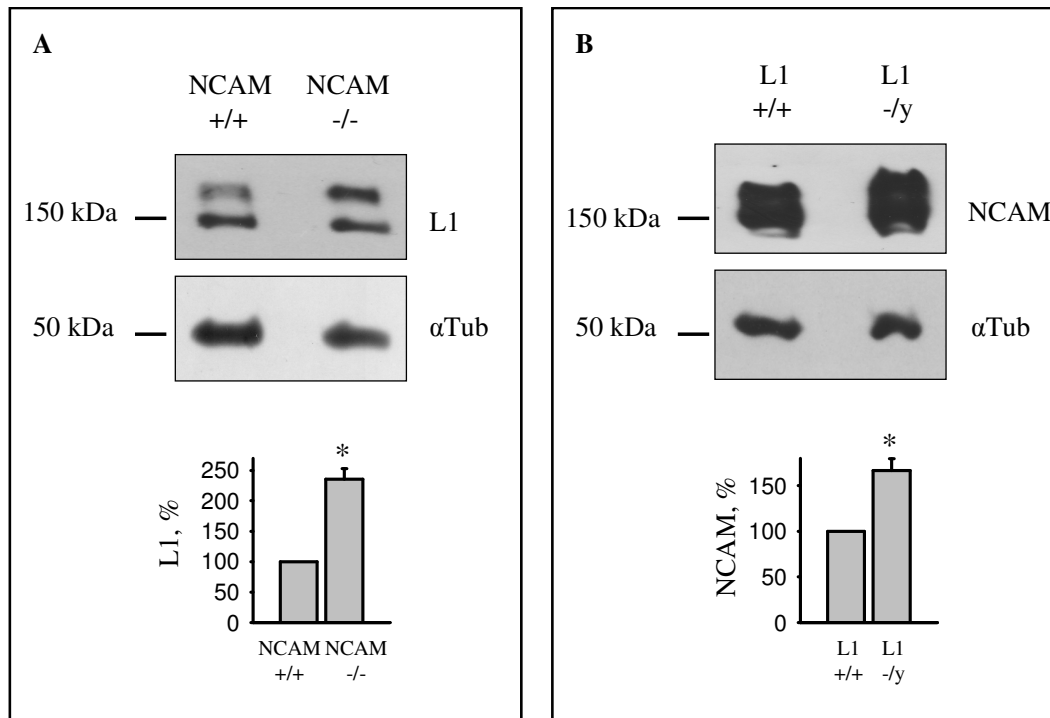 A
NCAM NCAM
+/+ -/-
150 kDa
L1
50 kDa
αTub
*
L1, %
250
200
150
100
50
0
NCAM NCAM
+/+ -/-
B
L1 L1
+/+ -/y
150 kDa
NCAM
50 kDa
αTub
*
NCAM, %
150
100
50
0
L1 L1
+/+ -/y